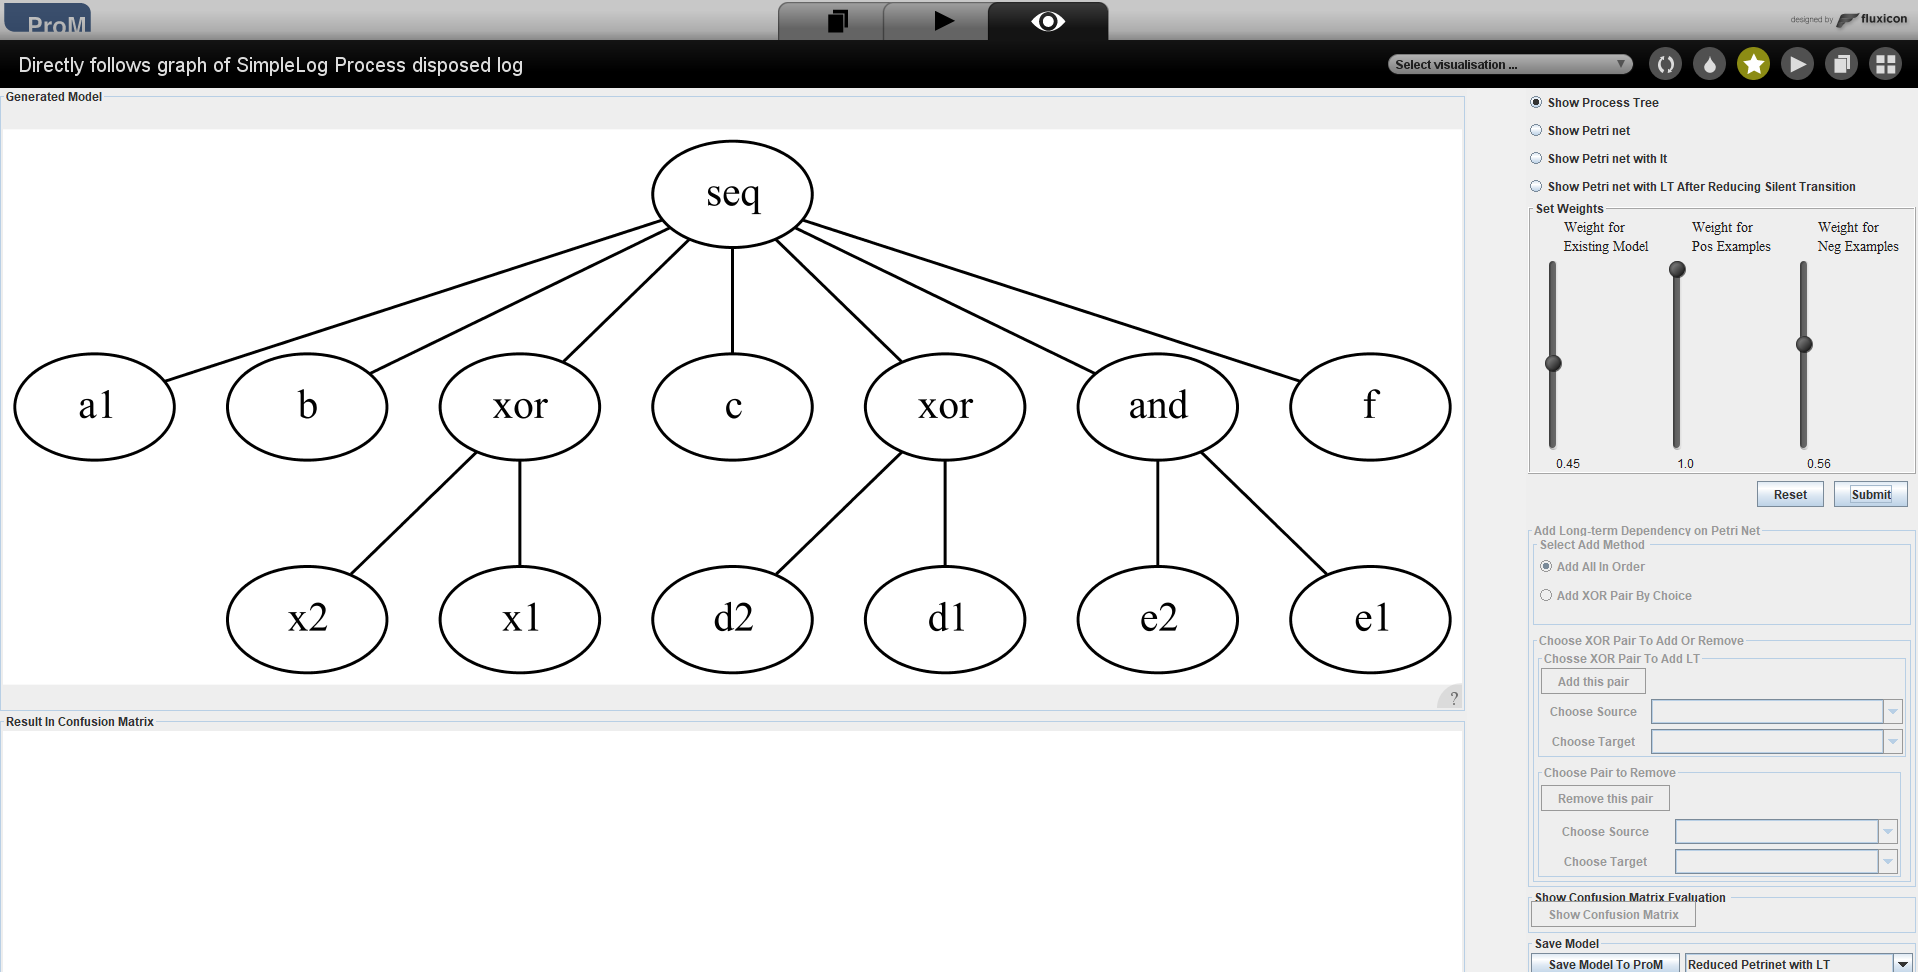 ProM
designed by fluxicon
Directly follows graph of SimpleLog Process disposed log
Select visualisation ...
Generated Model
seq
a1 b xor c xor and f
x2 x1 d2 d1 e2 e1
?
Result In Confusion Matrix
Show Process Tree
Show Petri net
Show Petri net with lt
Show Petri net with LT After Reducing Silent Transition
Set Weights
Weight for Weight for Weight for
Existing Model Pos Examples Neg Examples
0.45 1.0 0.56
Reset Submit
Add Long-term Dependency on Petri Net
Select Add Method
Add All In Order
Add XOR Pair By Choice
Choose XOR Pair To Add Or Remove
Chosse XOR Pair To Add LT
Add this pair
Choose Source
Choose Target
Choose Pair to Remove
Remove this pair
Choose Source
Choose Target
Show Confusion Matrix Evaluation
Show Confusion Matrix
Save Model
Save Model To ProM Reduced Petrinet with LT